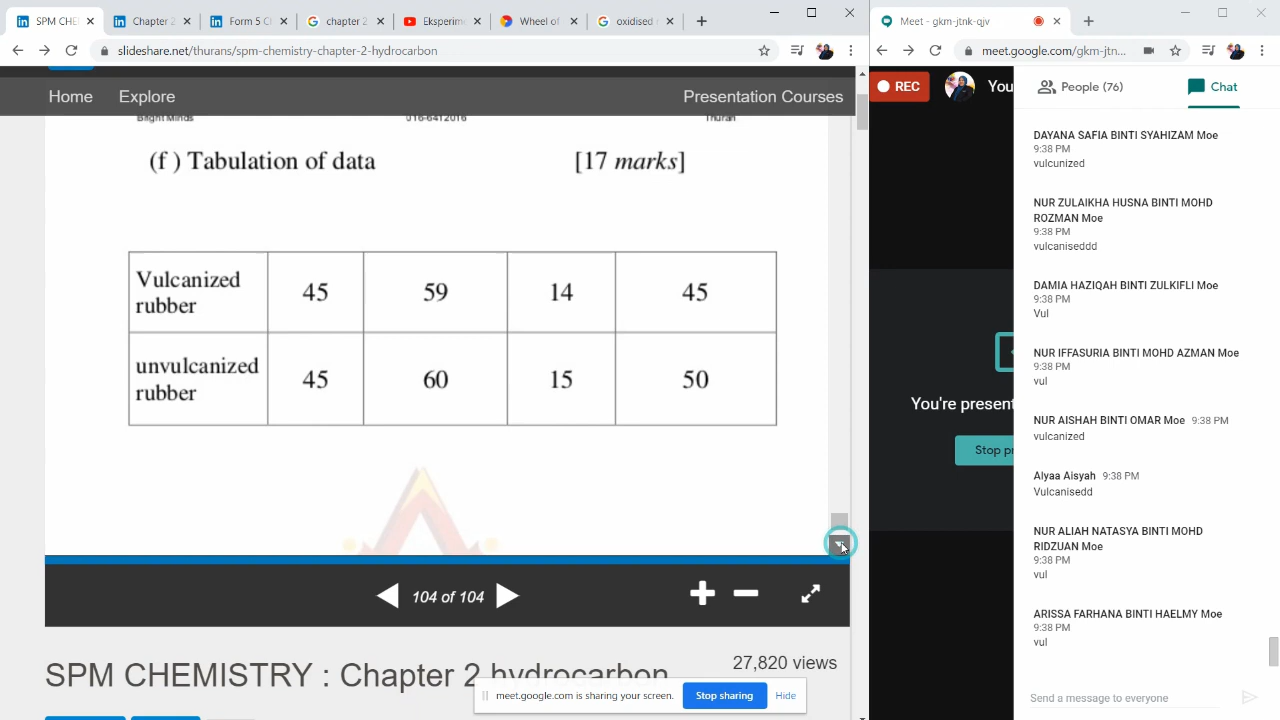 SPM CHE
Chapter 2
Form 5 C
chapter 2
Eksperime
Wheel of
oxidised r
Meet - gkm-jtnk-qjv
slideshare.net/thurans/spm-chemistry-chapter-2-hydrocarbon
meet.google.com/gkm-jtn...
Home Explore Presentation Courses
Bright Minds 016-6412016 Thuran
(f ) Tabulation of data [17 marks]
Vulcanized rubber 45 59 14 45
unvulcanized rubber 45 60 15 50
104 of 104
SPM CHEMISTRY : Chapter 2 hydrocarbon
27,820 views
meet.google.com is sharing your screen. Stop sharing Hide
REC You
People (76) Chat
You're present
Stop pr
DAYANA SAFIA BINTI SYAHIZAM Moe
9:38 PM
vulcunized
NUR ZULAIKHA HUSNA BINTI MOHD
ROZMAN Moe
9:38 PM
vulcaniseddd
DAMIA HAZIQAH BINTI ZULKIFLI Moe
9:38 PM
Vul
NUR IFFASURIA BINTI MOHD AZMAN Moe
9:38 PM
vul
NUR AISHAH BINTI OMAR Moe 9:38 PM
vulcanized
Alyaa Aisyah 9:38 PM
Vulcanisedd
NUR ALIAH NATASYA BINTI MOHD
RIDZUAN Moe
9:38 PM
vul
ARISSA FARHANA BINTI HAELMY Moe
9:38 PM
vul
Send a message to everyone